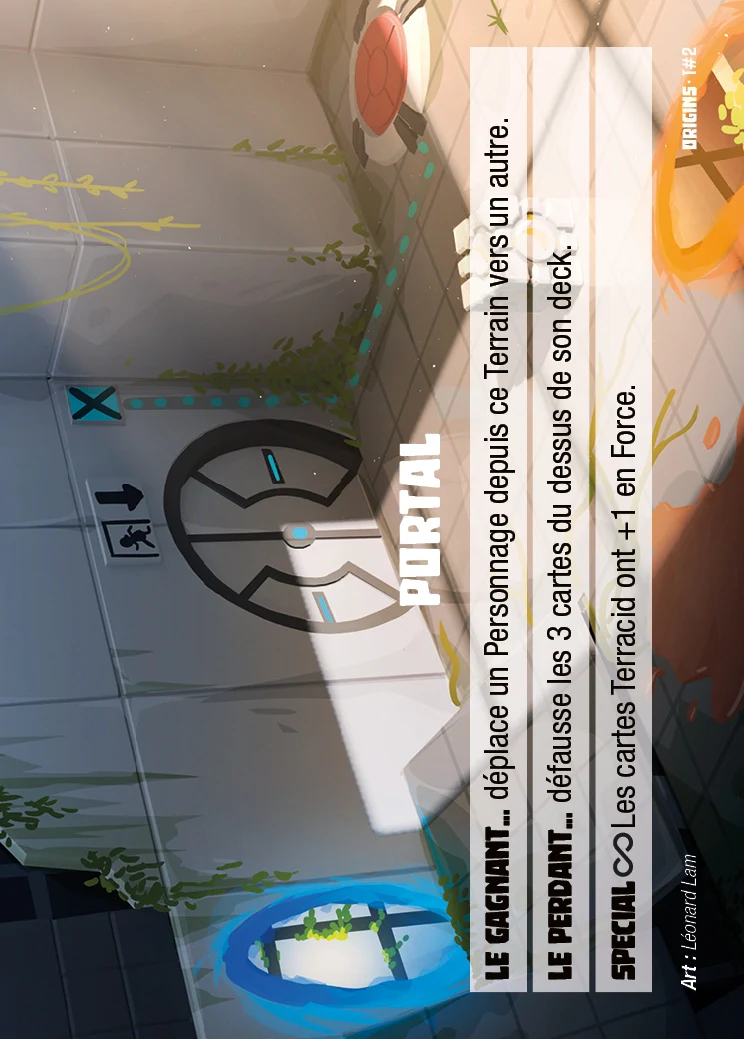 PORTAL
LE GAGNANT... déplace un Personnage depuis ce Terrain vers un autre.
LE PERDANT... défausse les 3 cartes du dessus de son deck.
SPECIAL ∞ Les cartes Terracid ont +1 en Force.
Art : Léonard Lam
ORIGINS · T#2